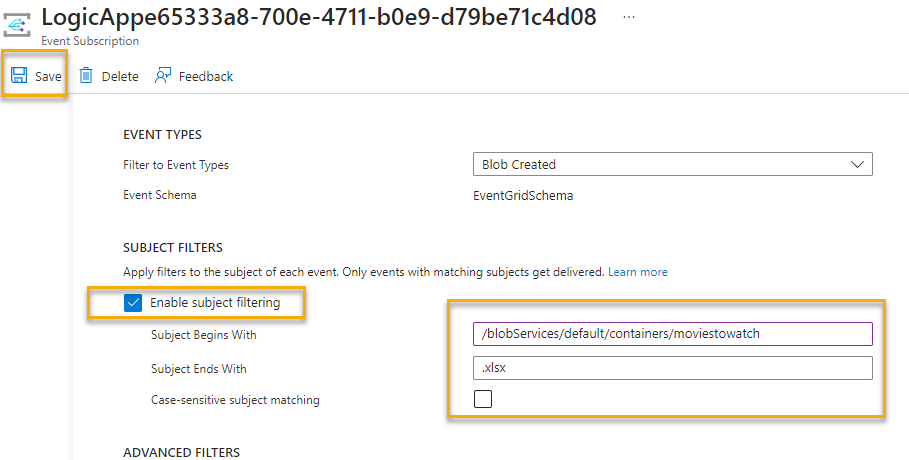 LogicAppe65333a8-700e-4711-b0e9-d79be71c4d08 ...
Event Subscription
Save Delete Feedback
EVENT TYPES
Filter to Event Types Blob Created
Event Schema EventGridSchema
SUBJECT FILTERS
Apply filters to the subject of each event. Only events with matching subjects get delivered. Learn more
Enable subject filtering
Subject Begins With /blobServices/default/containers/moviestowatch
Subject Ends With .xlsx
Case-sensitive subject matching
ADVANCED FILTERS